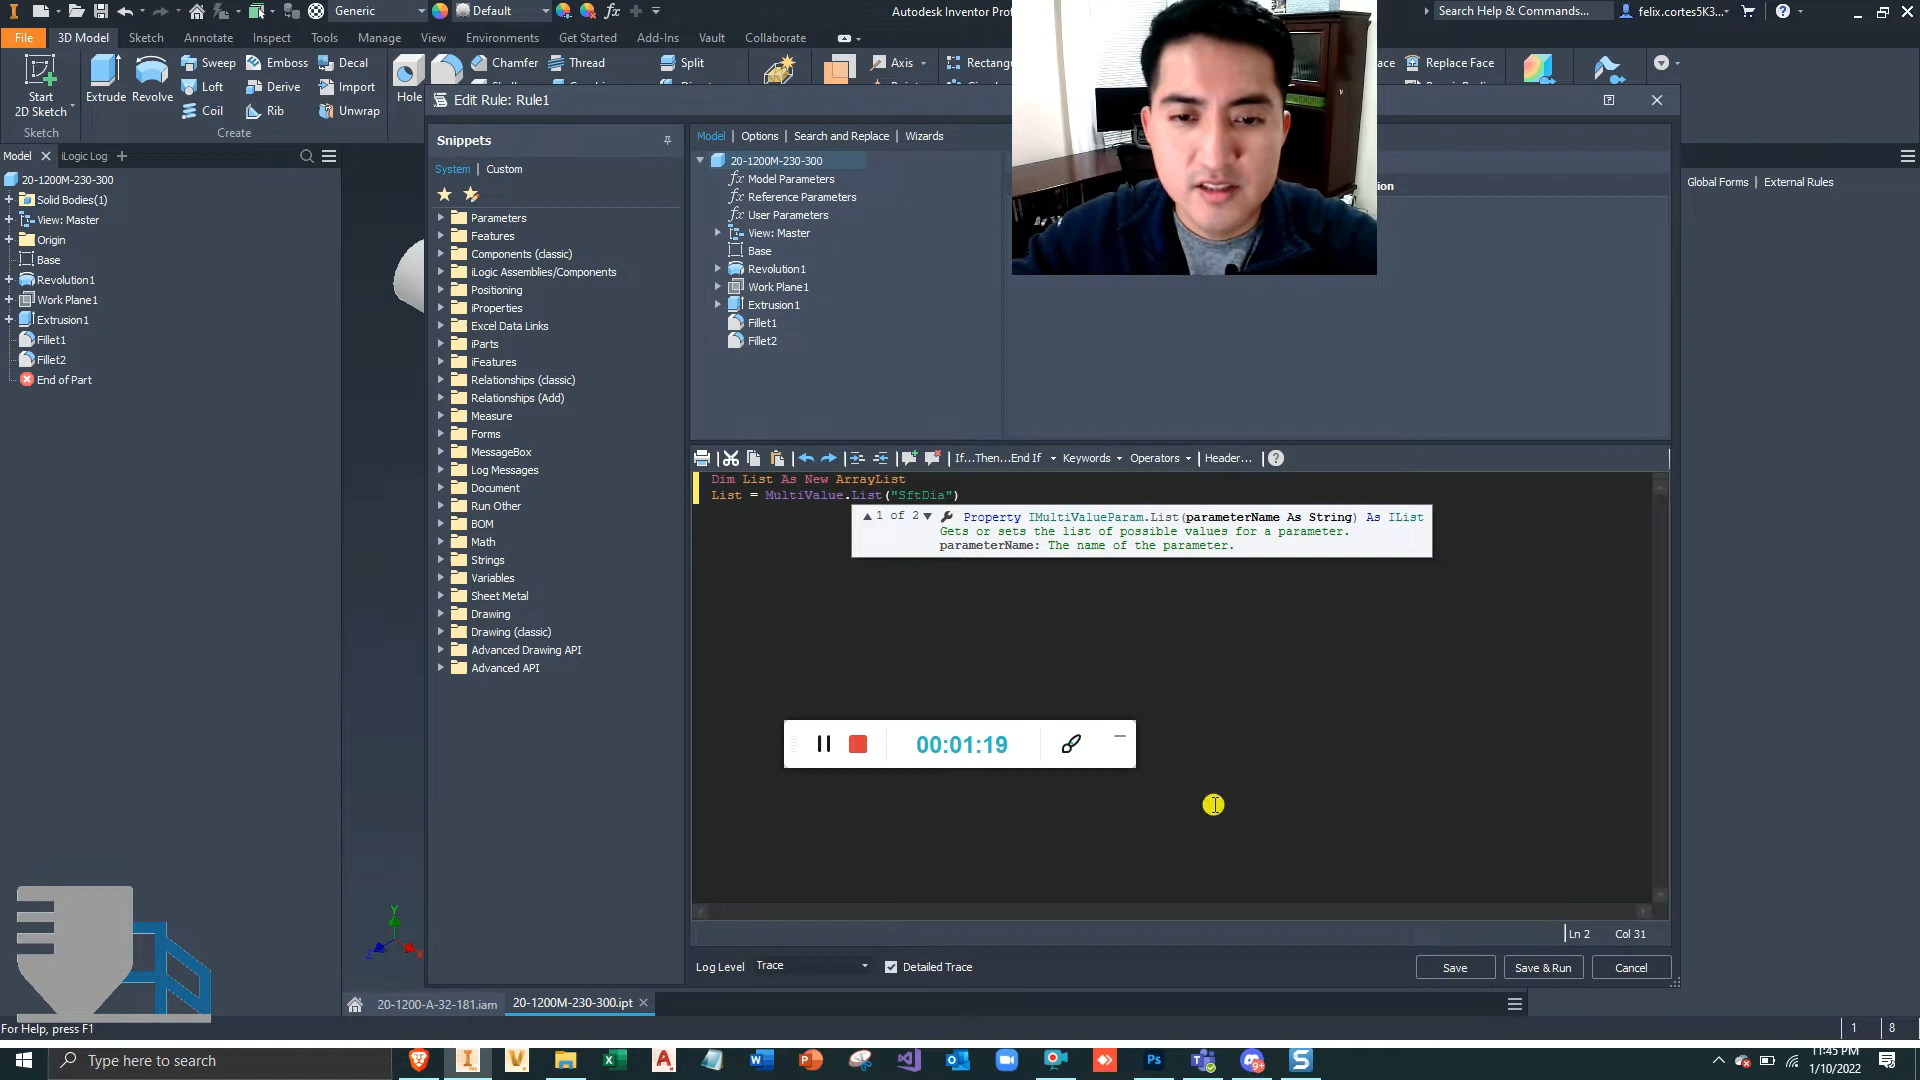 Generic
Default
fx
Autodesk Inventor Pro
Search Help & Commands...
felix.cortes5K3...
File
3D Model
Sketch
Annotate
Inspect
Tools
Manage
View
Environments
Get Started
Add-Ins
Vault
Collaborate
Start
2D Sketch
Extrude
Revolve
Sweep
Emboss
Decal
Loft
Derive
Import
Coil
Rib
Unwrap
Hole
Chamfer
Thread
Split
Axis
Rectang
Replace Face
Sketch
Create
Edit Rule: Rule1
Model
iLogic Log
20-1200M-230-300
Solid Bodies(1)
View: Master
Origin
Base
Revolution1
Work Plane1
Extrusion1
Fillet1
Fillet2
End of Part
Snippets
System | Custom
Parameters
Features
Components (classic)
iLogic Assemblies/Components
Positioning
iProperties
Excel Data Links
iParts
iFeatures
Relationships (classic)
Relationships (Add)
Measure
Forms
MessageBox
Log Messages
Document
Run Other
BOM
Math
Strings
Variables
Sheet Metal
Drawing
Drawing (classic)
Advanced Drawing API
Advanced API
Model | Options | Search and Replace | Wizards
20-1200M-230-300
fx Model Parameters
fx Reference Parameters
fx User Parameters
View: Master
Base
Revolution1
Work Plane1
Extrusion1
Fillet1
Fillet2
Global Forms | External Rules
If...Then...End If
Keywords
Operators
Header...
Dim List As New ArrayList
List = MultiValue.List("SftDia")
1 of 2 Property IMultiValueParam.List(parameterName As String) As IList
Gets or sets the list of possible values for a parameter.
parameterName: The name of the parameter.
00:01:19
Ln 2
Col 31
Log Level
Trace
Detailed Trace
Save
Save & Run
Cancel
20-1200-A-32-181.iam
20-1200M-230-300.ipt
Y
Z
X
For Help, press F1
1
8
Type here to search
11:45 PM
1/10/2022